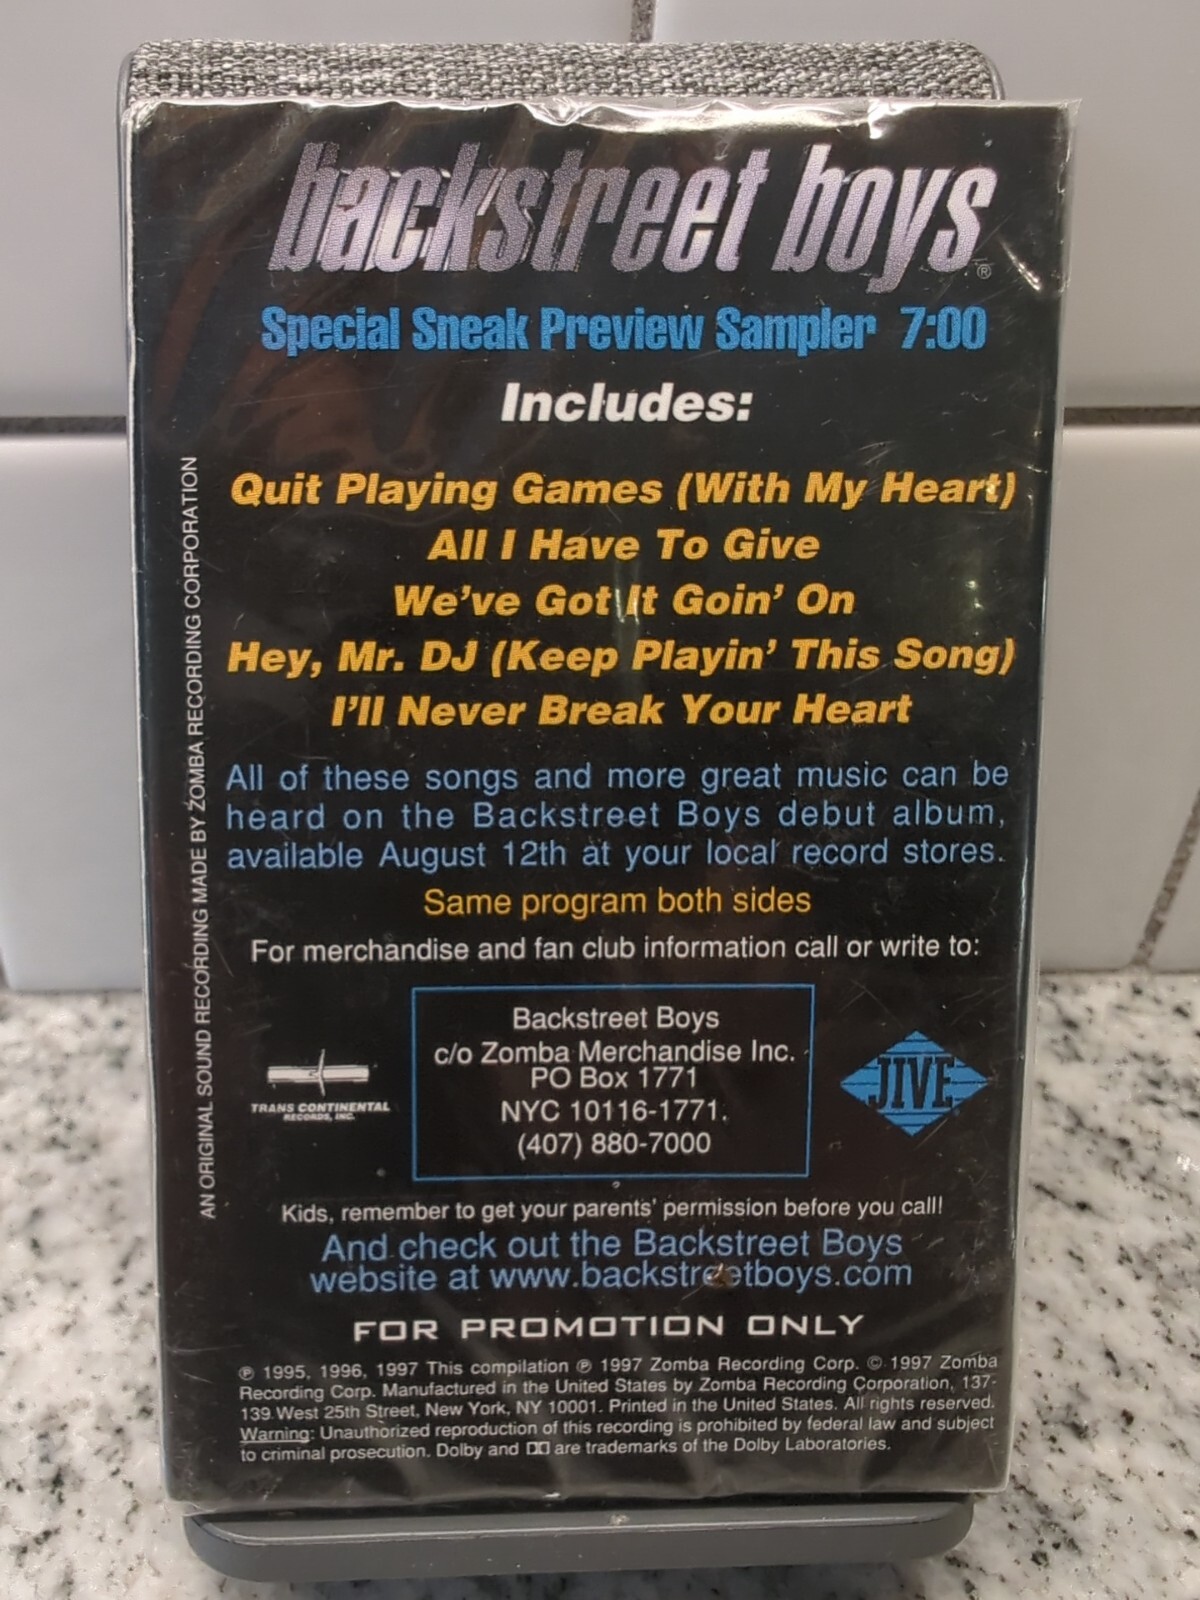 backstreet boys®
Special Sneak Preview Sampler 7:00
Includes:
Quit Playing Games (With My Heart)
All I Have To Give
We've Got It Goin' On
Hey, Mr. DJ (Keep Playin' This Song)
I'll Never Break Your Heart
All of these songs and more great music can be
heard on the Backstreet Boys debut album,
available August 12th at your local record stores.
Same program both sides
For merchandise and fan club information call or write to:
Backstreet Boys
c/o Zomba Merchandise Inc.
PO Box 1771
NYC 10116-1771.
(407) 880-7000
TRANS CONTINENTAL
RECORDS, INC.
JIVE
Kids, remember to get your parents' permission before you call!
And check out the Backstreet Boys
website at www.backstreetboys.com
FOR PROMOTION ONLY
℗ 1995, 1996, 1997 This compilation ℗ 1997 Zomba Recording Corp. © 1997 Zomba
Recording Corp. Manufactured in the United States by Zomba Recording Corporation, 137-
139 West 25th Street, New York, NY 10001. Printed in the United States. All rights reserved.
Warning: Unauthorized reproduction of this recording is prohibited by federal law and subject
to criminal prosecution. Dolby and are trademarks of the Dolby Laboratories.
AN ORIGINAL SOUND RECORDING MADE BY ZOMBA RECORDING CORPORATION